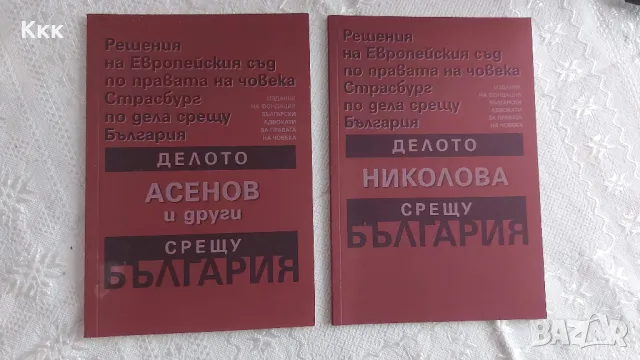 Ккк
Решения
на Европейския съд
по правата на човека
Страсбург
по дела срещу
България
ИЗДАНИЕ
НА ФОНДАЦИЯ
БЪЛГАРСКИ
АДВОКАТИ
ЗА ПРАВАТА
НА ЧОВЕКА
ДЕЛОТО
АСЕНОВ
и други
СРЕЩУ
БЪЛГАРИЯ
Решения
на Европейския съд
по правата на човека
Страсбург
по дела срещу
България
ИЗДАНИЕ
НА ФОНДАЦИЯ
БЪЛГАРСКИ
АДВОКАТИ
ЗА ПРАВАТА
НА ЧОВЕКА
ДЕЛОТО
НИКОЛОВА
СРЕЩУ
БЪЛГАРИЯ
BAZAR